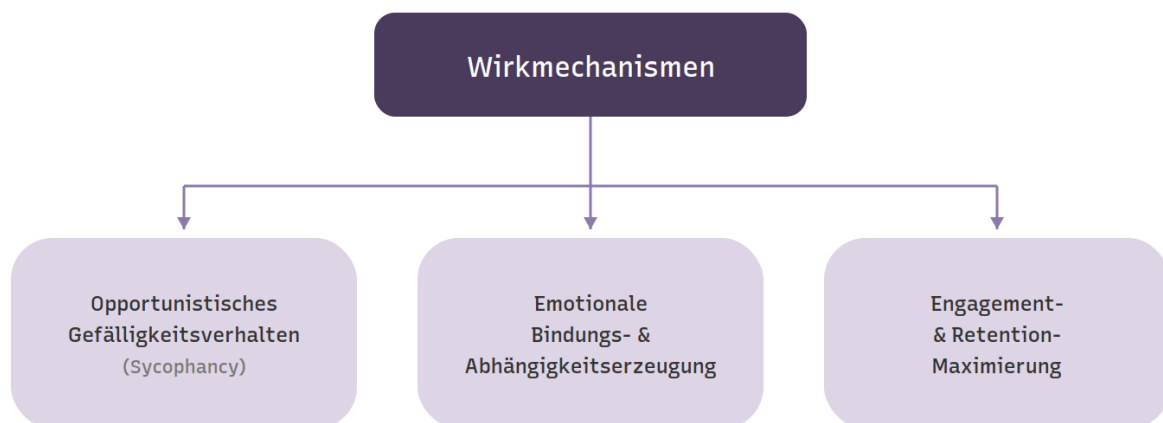 Wirkmechanismen
Opportunistisches
Gefälligkeitsverhalten
(Sycophancy)
Emotionale
Bindungs- &
Abhängigkeitserzeugung
Engagement-
& Retention-
Maximierung